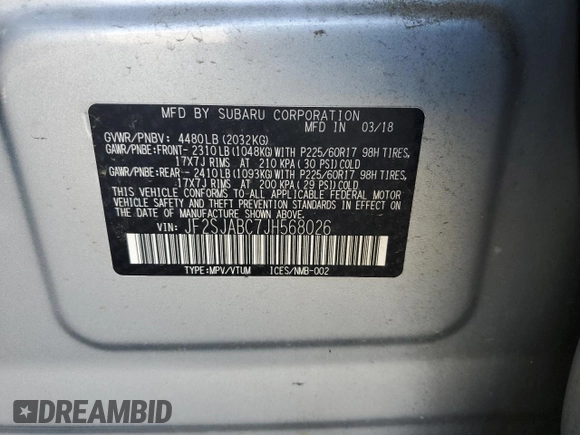 MFD BY SUBARU CORPORATION
MFD IN 03/18
GVWR/PNBV: 4480LB (2032KG)
GAWR/PNBE:FRONT- 2310LB (1048KG) WITH P225/60R17 98H TIRES,
17X7J RIMS AT 210 KPA (30 PSI) COLD
GAWR/PNBE:REAR - 2410LB (1093KG) WITH P225/60R17 98H TIRES,
17X7J RIMS AT 200 KPA (29 PSI) COLD
THIS VEHICLE CONFORMS TO ALL APPLICABLE FEDERAL MOTOR
VEHICLE SAFETY AND THEFT PREVENTION STANDARDS IN EFFECT
ON THE DATE OF MANUFACTURE SHOWN ABOVE.
VIN: JF2SJABC7JH568026
TYPE:MPV/VTUM ICES/NMB-002
DREAMBID